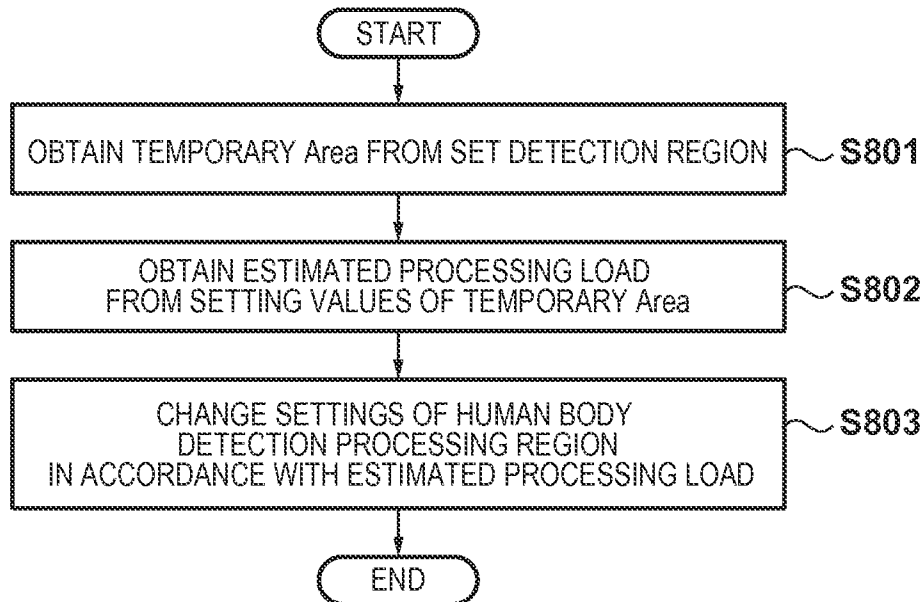 START
OBTAIN TEMPORARY Area FROM SET DETECTION REGION
S801
OBTAIN ESTIMATED PROCESSING LOAD
FROM SETTING VALUES OF TEMPORARY Area
S802
CHANGE SETTINGS OF HUMAN BODY
DETECTION PROCESSING REGION
IN ACCORDANCE WITH ESTIMATED PROCESSING LOAD
S803
END